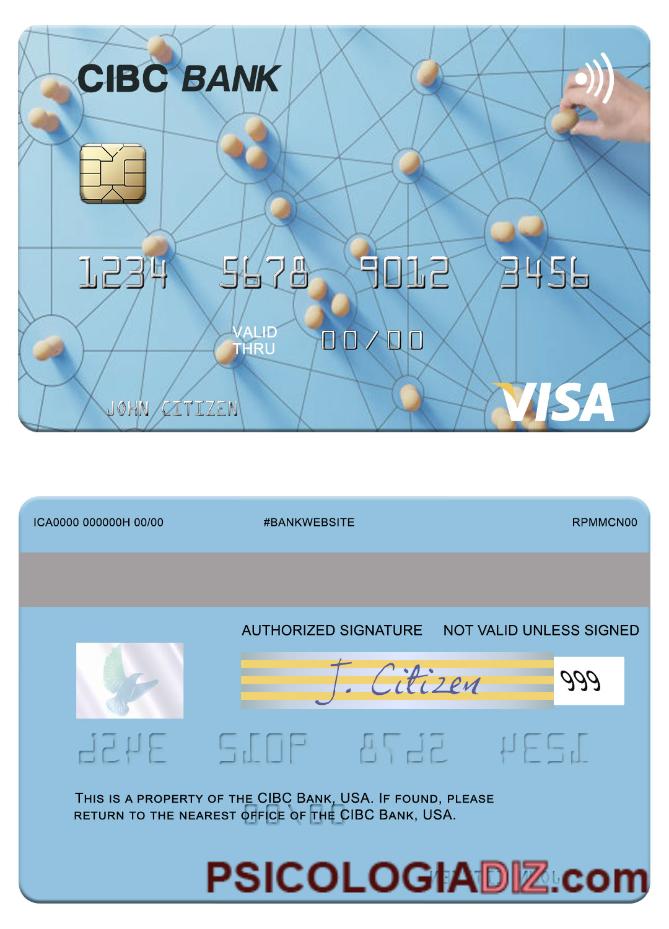 CIBC BANK
1234 5678 9012 3456
VALID
THRU
00/00
JOHN CITIZEN
VISA
ICA0000 000000H 00/00 #BANKWEBSITE RPMMCN00
AUTHORIZED SIGNATURE NOT VALID UNLESS SIGNED
J. Citizen
999
THIS IS A PROPERTY OF THE CIBC BANK, USA. IF FOUND, PLEASE
RETURN TO THE NEAREST OFFICE OF THE CIBC BANK, USA.
PSICOLOGIADIZ.com